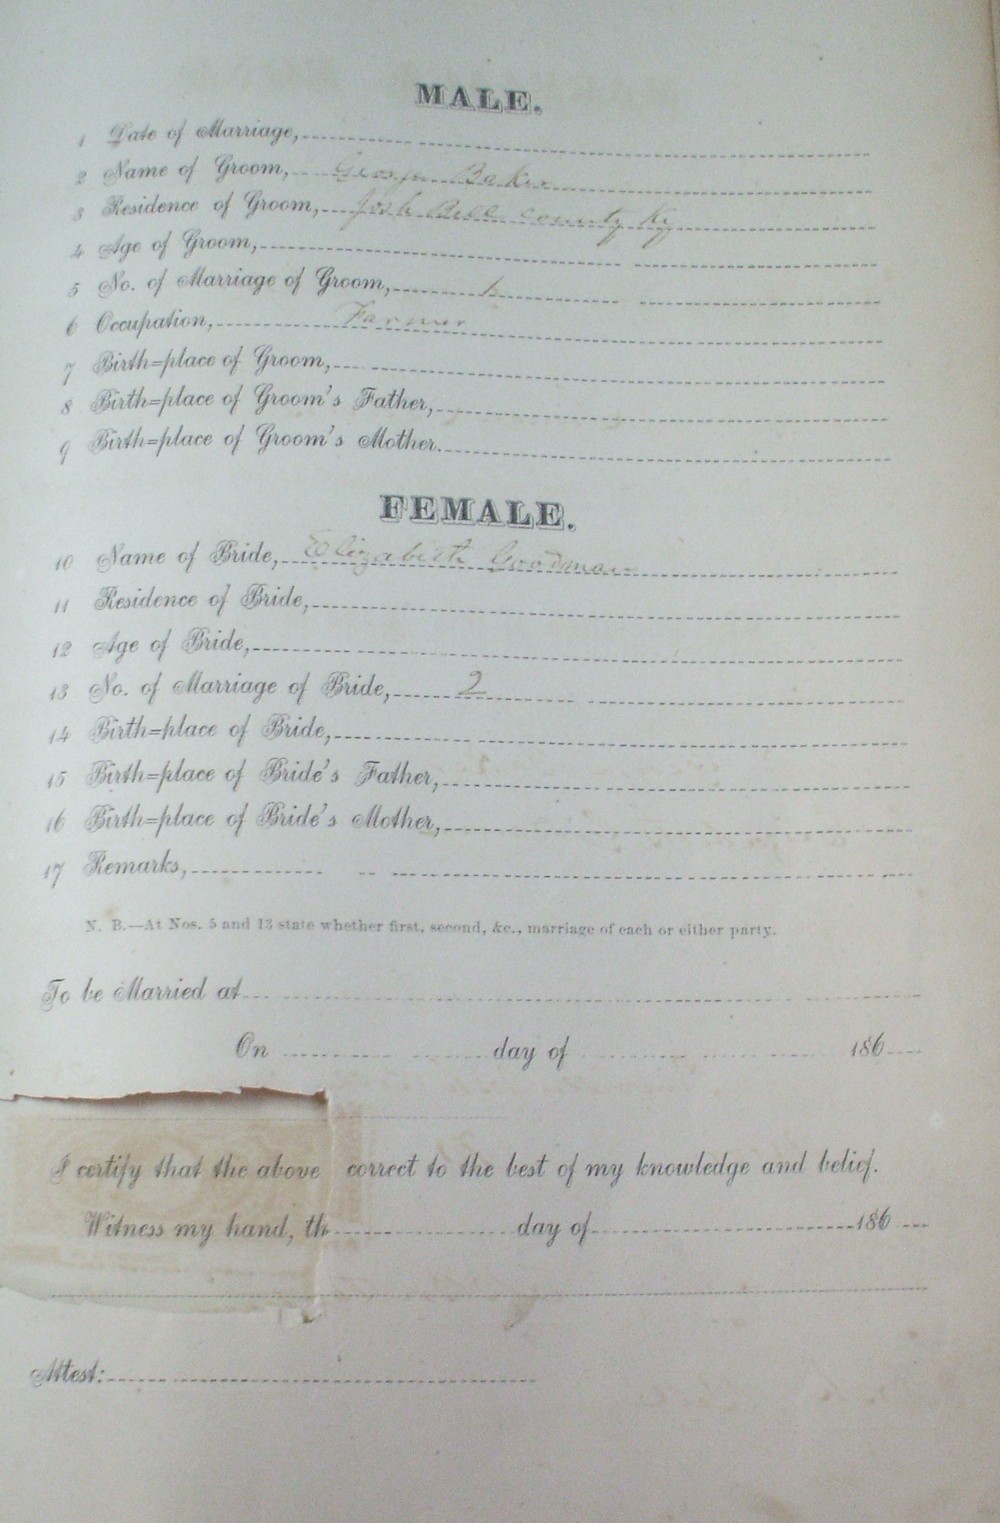 MALE.
1 Date of Marriage,
2 Name of Groom, George Baker
3 Residence of Groom, Josh Bell County Ky
4 Age of Groom,
5 No. of Marriage of Groom, 1
6 Occupation, Farmer
7 Birth=place of Groom,
8 Birth=place of Groom's Father,
9 Birth=place of Groom's Mother.
FEMALE.
10 Name of Bride, Elizabeth Goodman
11 Residence of Bride,
12 Age of Bride,
13 No. of Marriage of Bride, 2
14 Birth=place of Bride,
15 Birth=place of Bride's Father,
16 Birth=place of Bride's Mother,
17 Remarks,
N. B.—At Nos. 5 and 13 state whether first, second, &c., marriage of each or either party.
To be Married at
On day of 186
I certify that the above correct to the best of my knowledge and belief.
Witness my hand, th day of 186
Attest: